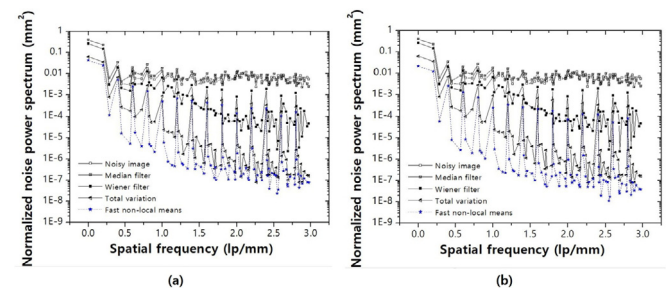 Normalized noise power spectrum (mm²)
1
0.1
0.01
1E-3
1E-4
1E-5
1E-6
1E-7
1E-8
1E-9
Noisy image
Median filter
Wiener filter
Total variation
Fast non-local means
0.0 0.5 1.0 1.5 2.0 2.5 3.0
Spatial frequency (lp/mm)
(a)
Normalized noise power spectrum (mm²)
1
0.1
0.01
1E-3
1E-4
1E-5
1E-6
1E-7
1E-8
1E-9
Noisy image
Median filter
Wiener filter
Total variation
Fast non-local means
0.0 0.5 1.0 1.5 2.0 2.5 3.0
Spatial frequency (lp/mm)
(b)